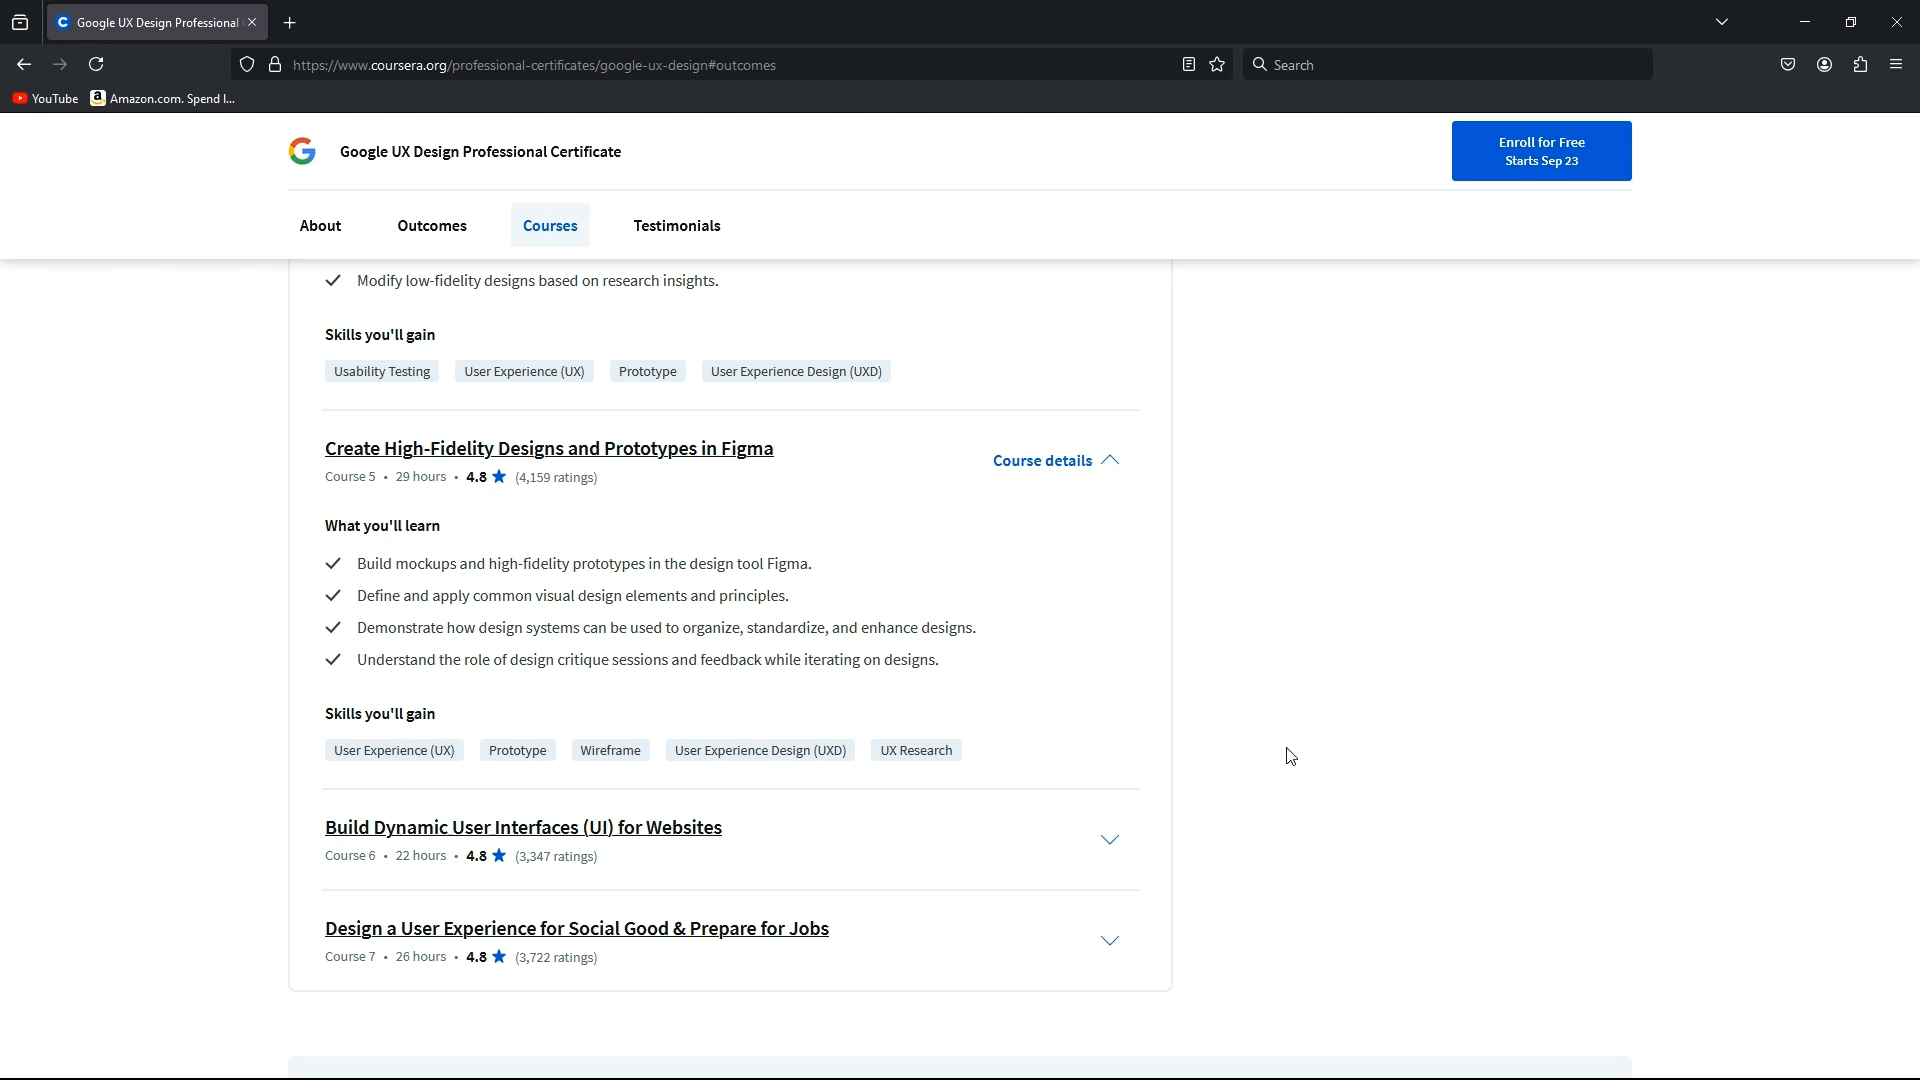 Google UX Design Professional
https://www.coursera.org/professional-certificates/google-ux-design#outcomes
Search
YouTube
Amazon.com. Spend l...
Google UX Design Professional Certificate
Enroll for Free
Starts Sep 23
About
Outcomes
Courses
Testimonials
Modify low-fidelity designs based on research insights.
Skills you'll gain
Usability Testing
User Experience (UX)
Prototype
User Experience Design (UXD)
Create High-Fidelity Designs and Prototypes in Figma
Course details
Course 5 • 29 hours • 4.8 ★ (4,159 ratings)
What you'll learn
Build mockups and high-fidelity prototypes in the design tool Figma.
Define and apply common visual design elements and principles.
Demonstrate how design systems can be used to organize, standardize, and enhance designs.
Understand the role of design critique sessions and feedback while iterating on designs.
Skills you'll gain
User Experience (UX)
Prototype
Wireframe
User Experience Design (UXD)
UX Research
Build Dynamic User Interfaces (UI) for Websites
Course 6 • 22 hours • 4.8 ★ (3,347 ratings)
Design a User Experience for Social Good & Prepare for Jobs
Course 7 • 26 hours • 4.8 ★ (3,722 ratings)